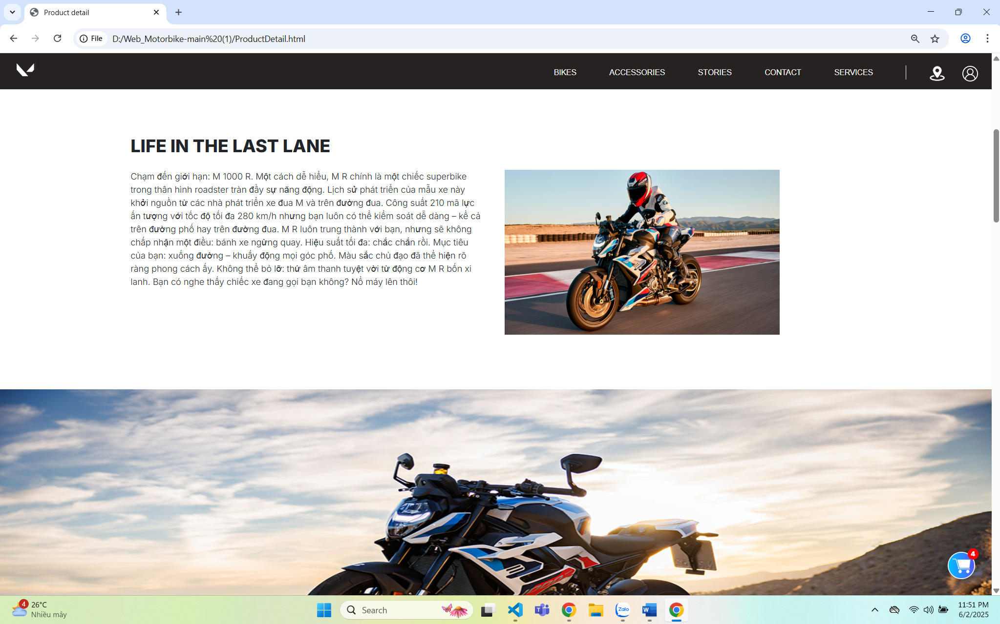 Product detail
File
D:/Web_Motorbike-main%20(1)/ProductDetail.html
BIKES
ACCESSORIES
STORIES
CONTACT
SERVICES
LIFE IN THE LAST LANE
Chạm đến giới hạn: M 1000 R. Một cách dễ hiểu, M R chính là một chiếc superbike
trong thân hình roadster tràn đầy sự năng động. Lịch sử phát triển của mẫu xe này
khởi nguồn từ các nhà phát triển xe đua M và trên đường đua. Công suất 210 mã lực
ấn tượng với tốc độ tối đa 280 km/h nhưng bạn luôn có thể kiểm soát dễ dàng – kể cả
trên đường phố hay trên đường đua. M R luôn trung thành với bạn, nhưng sẽ không
chấp nhận một điều: bánh xe ngừng quay. Hiệu suất tối đa: chắc chắn rồi. Mục tiêu
của bạn: xuống đường – khuấy động mọi góc phố. Màu sắc chủ đạo đã thể hiện rõ
ràng phong cách ấy. Không thể bỏ lỡ: thứ âm thanh tuyệt vời từ động cơ M R bốn xi
lanh. Bạn có nghe thấy chiếc xe đang gọi bạn không? Nổ máy lên thôi!
4
4
26°C
Nhiều mây
Search
Zalo
11:51 PM
6/2/2025